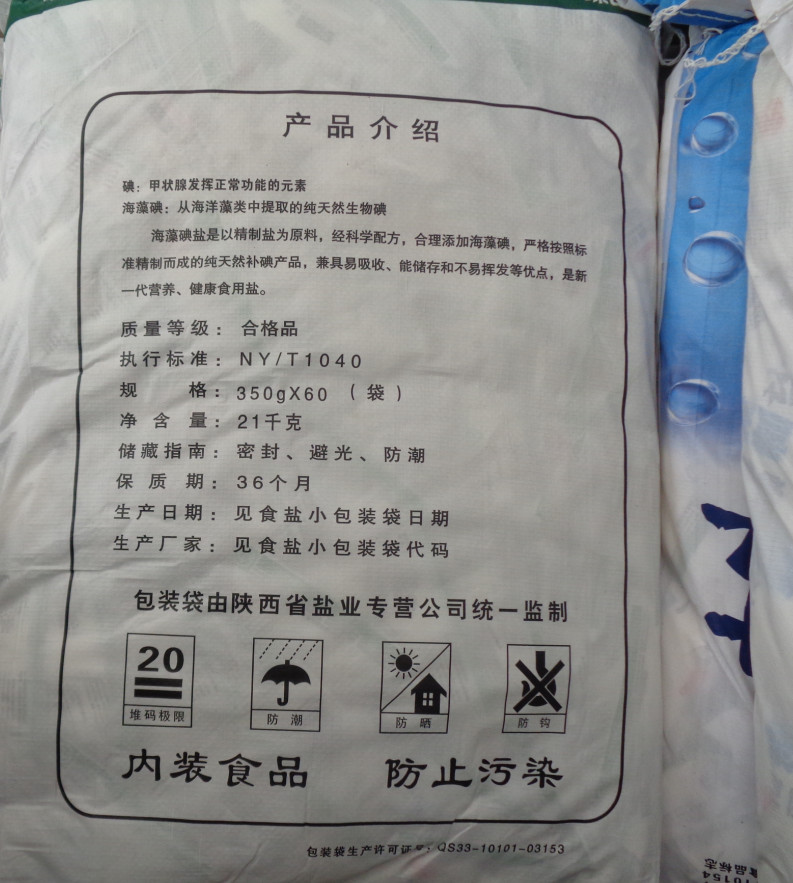 产品介绍
碘：甲状腺发挥正常功能的元素
海藻碘：从海洋藻类中提取的纯天然生物碘
海藻碘盐是以精制盐为原料，经科学配方，合理添加海藻碘，严格按照标
准精制而成的纯天然补碘产品，兼具易吸收、能储存和不易挥发等优点，是新
一代营养、健康食用盐。
质量等级：合格品
执行标准：NY/T1040
规 格：350gX60（袋）
净含量：21千克
储藏指南：密封、避光、防潮
保质期：36个月
生产日期：见食盐小包装袋日期
生产厂家：见食盐小包装袋代码
包装袋由陕西省盐业专营公司统一监制
20
堆码极限
防潮
防晒
防钩
内装食品 防止污染
包装袋生产许可证号：QS33-10101-03153